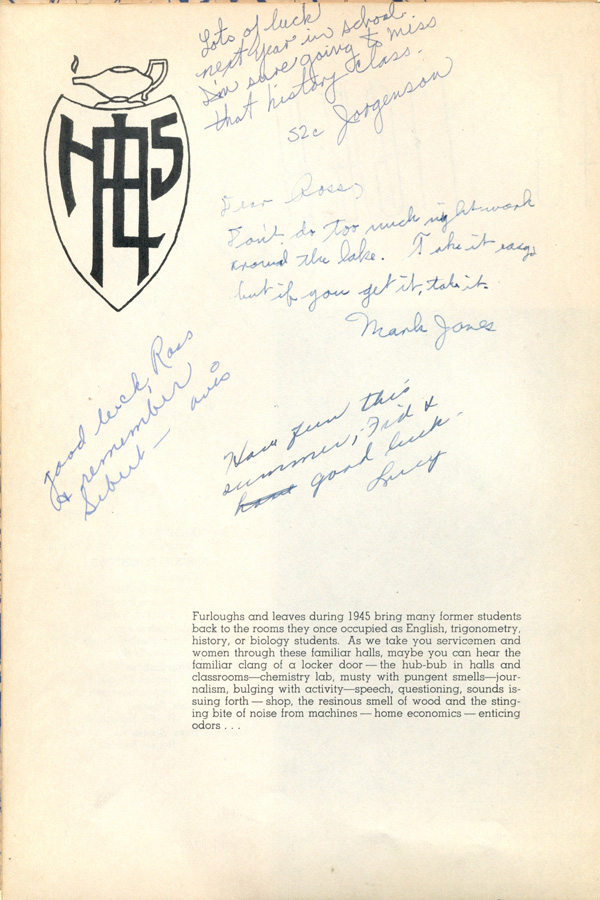 Lots of luck
next year in school.
I'm sure going to miss
that history class.
S2c Jorgenson
HAHS
Dear Ross,
Don't do too much night work
around the lake. Take it easy,
but if you get it, take it.
Mark Jones
good luck, Ross
& remember
Sibert — avis
Have fun this
summer, Fid &
have good luck.
Lucy
Furloughs and leaves during 1945 bring many former students
back to the rooms they once occupied as English, trigonometry,
history, or biology students. As we take you servicemen and
women through these familiar halls, maybe you can hear the
familiar clang of a locker door — the hub-bub in halls and
classrooms—chemistry lab, musty with pungent smells—jour-
nalism, bulging with activity—speech, questioning, sounds is-
suing forth — shop, the resinous smell of wood and the sting-
ing bite of noise from machines — home economics — enticing
odors . . .